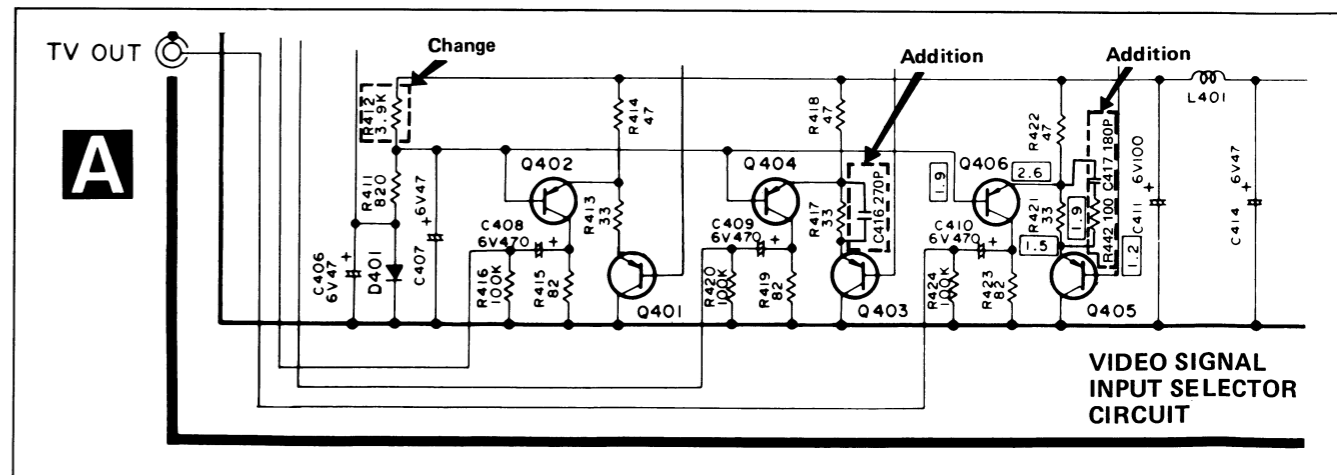 TV OUT
Change
Addition
Addition
A
R412
3.9K
R414
47
R418
47
R422
47
L401
C417 180P
6V100
6V47
Q402
Q404
Q406
2.6
1.9
R411
820
6V47
R413
33
R417
33
C416 270P
R421
33
1.9
R442 100
C411
C414
C408
6V470
C409
6V470
C410
6V470
1.5
1.2
C406
6V47
D401
C407
R416
100K
R415
82
R420
100K
R419
82
R424
100K
R423
82
Q401
Q403
Q405
VIDEO SIGNAL
INPUT SELECTOR
CIRCUIT